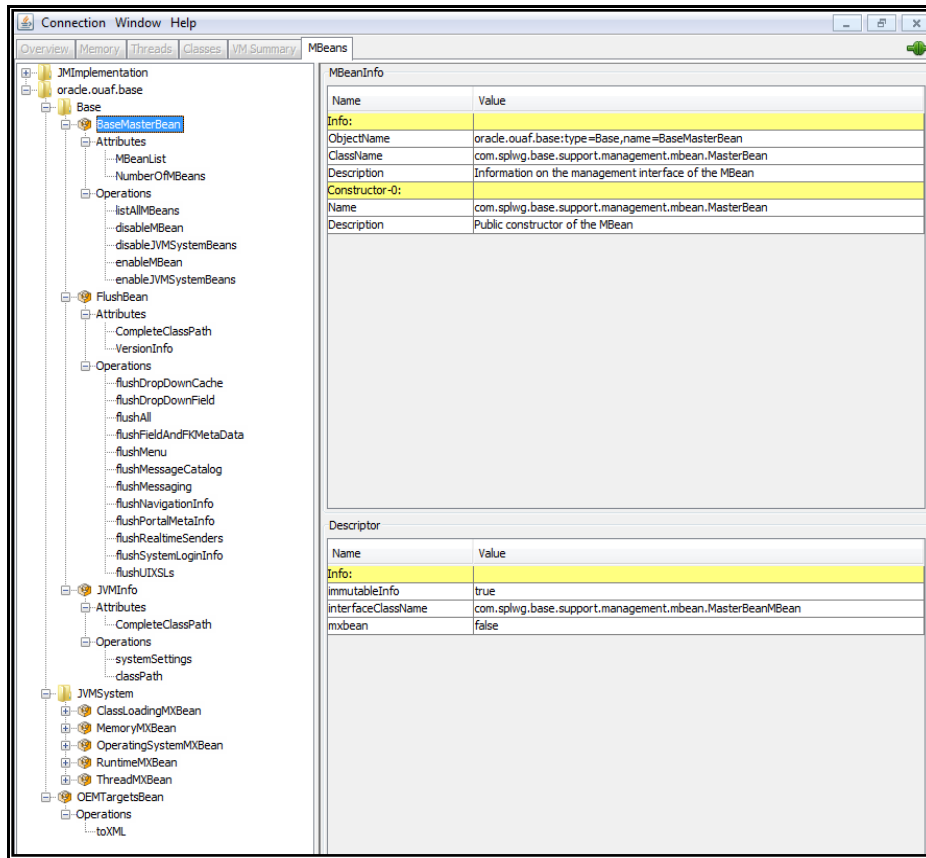 Connection Window Help
Overview Memory Threads Classes VM Summary MBeans
JMImplementation
oracle.ouaf.base
Base
BaseMasterBean
Attributes
MBeanList
NumberOfMBeans
Operations
listAllMBeans
disableMBean
disableJVMSystemBeans
enableMBean
enableJVMSystemBeans
FlushBean
Attributes
CompleteClassPath
VersionInfo
Operations
flushDropDownCache
flushDropDownField
flushAll
flushFieldAndFKMetaData
flushMenu
flushMessageCatalog
flushMessaging
flushNavigationInfo
flushPortalMetaInfo
flushRealtimeSenders
flushSystemLoginInfo
flushUIXSLs
JVMInfo
Attributes
CompleteClassPath
Operations
systemSettings
classPath
JVMSystem
ClassLoadingMXBean
MemoryMXBean
OperatingSystemMXBean
RuntimeMXBean
ThreadMXBean
OEMTargetsBean
Operations
toXML
MBeanInfo
Name Value
Info:
ObjectName oracle.ouaf.base:type=Base,name=BaseMasterBean
ClassName com.splwg.base.support.management.mbean.MasterBean
Description Information on the management interface of the MBean
Constructor-0:
Name com.splwg.base.support.management.mbean.MasterBean
Description Public constructor of the MBean
Descriptor
Name Value
Info:
immutableInfo true
interfaceClassName com.splwg.base.support.management.mbean.MasterBeanMBean
mxbean false